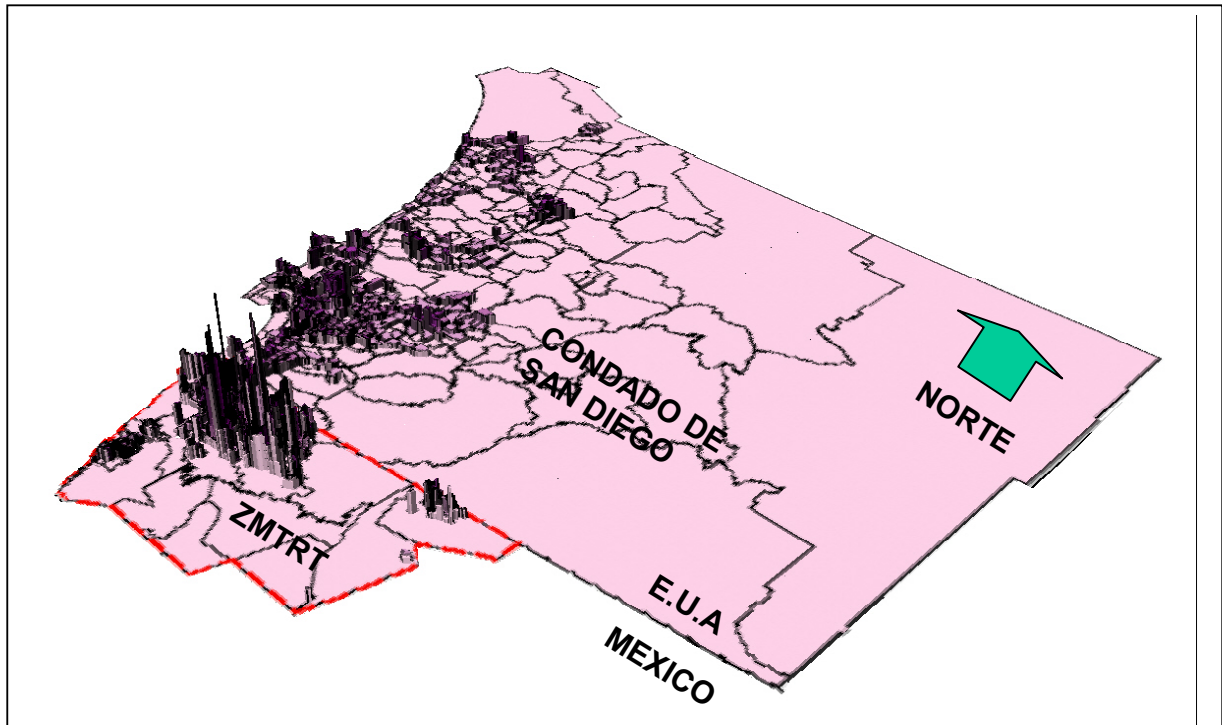 CONDADO DE
SAN DIEGO
NORTE
ZMTRT
E.U.A
MEXICO